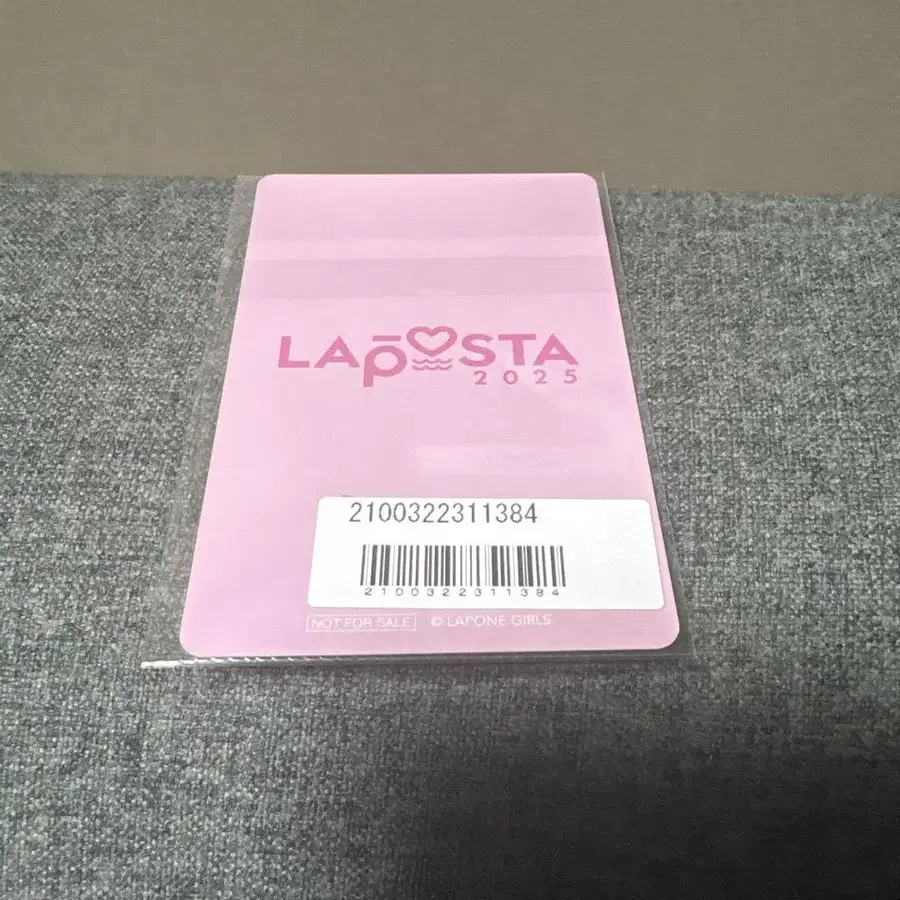 LAPOSTA
2025
2100322311384
2100322311384
NOT FOR SALE © LAPONE GIRLS